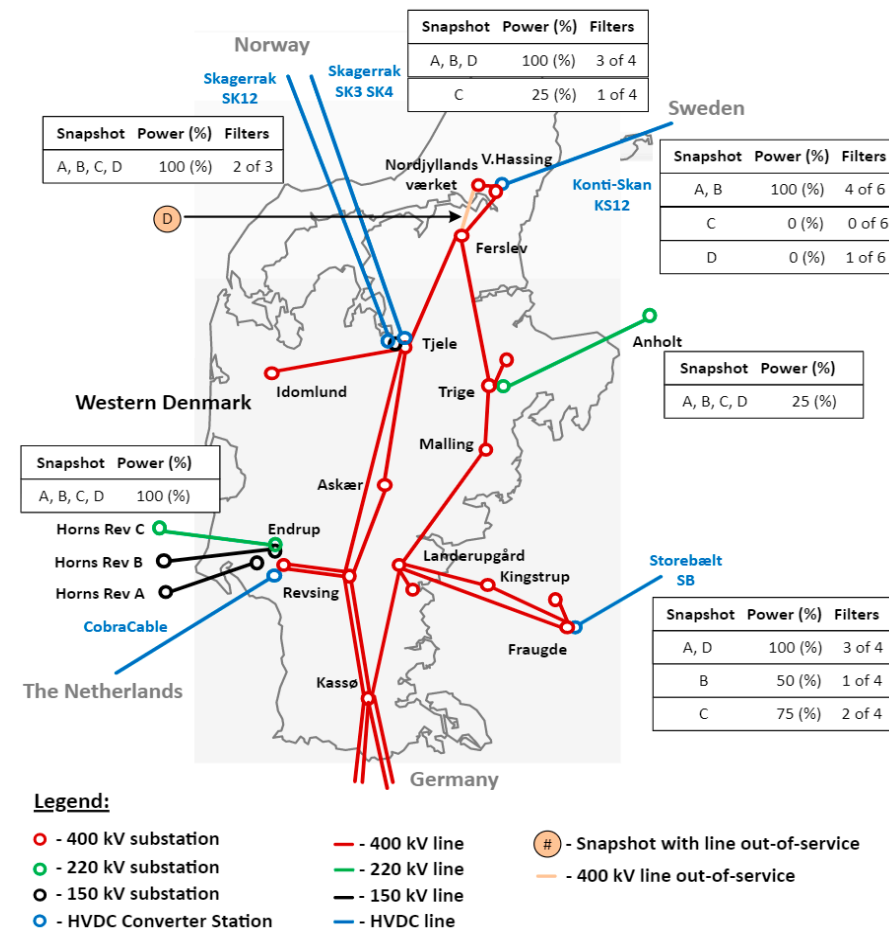 Norway
Skagerrak
SK12
Skagerrak
SK3 SK4
Snapshot Power (%) Filters
A, B, D 100 (%) 3 of 4
C 25 (%) 1 of 4
Snapshot Power (%) Filters
A, B, C, D 100 (%) 2 of 3
Sweden
Nordjyllands
værket
V.Hassing
Konti-Skan
KS12
Snapshot Power (%) Filters
A, B 100 (%) 4 of 6
C 0 (%) 0 of 6
D 0 (%) 1 of 6
D
Ferslev
Tjele
Anholt
Idomlund
Trige
Snapshot Power (%)
A, B, C, D 25 (%)
Western Denmark
Malling
Snapshot Power (%)
A, B, C, D 100 (%)
Askær
Horns Rev C
Endrup
Horns Rev B
Landerupgård
Kingstrup
Storebælt
SB
Horns Rev A
Revsing
CobraCable
Fraugde
Snapshot Power (%) Filters
A, D 100 (%) 3 of 4
B 50 (%) 1 of 4
C 75 (%) 2 of 4
The Netherlands
Kassø
Germany
Legend:
- 400 kV substation
- 220 kV substation
- 150 kV substation
- HVDC Converter Station
- 400 kV line
- 220 kV line
- 150 kV line
- HVDC line
# - Snapshot with line out-of-service
- 400 kV line out-of-service